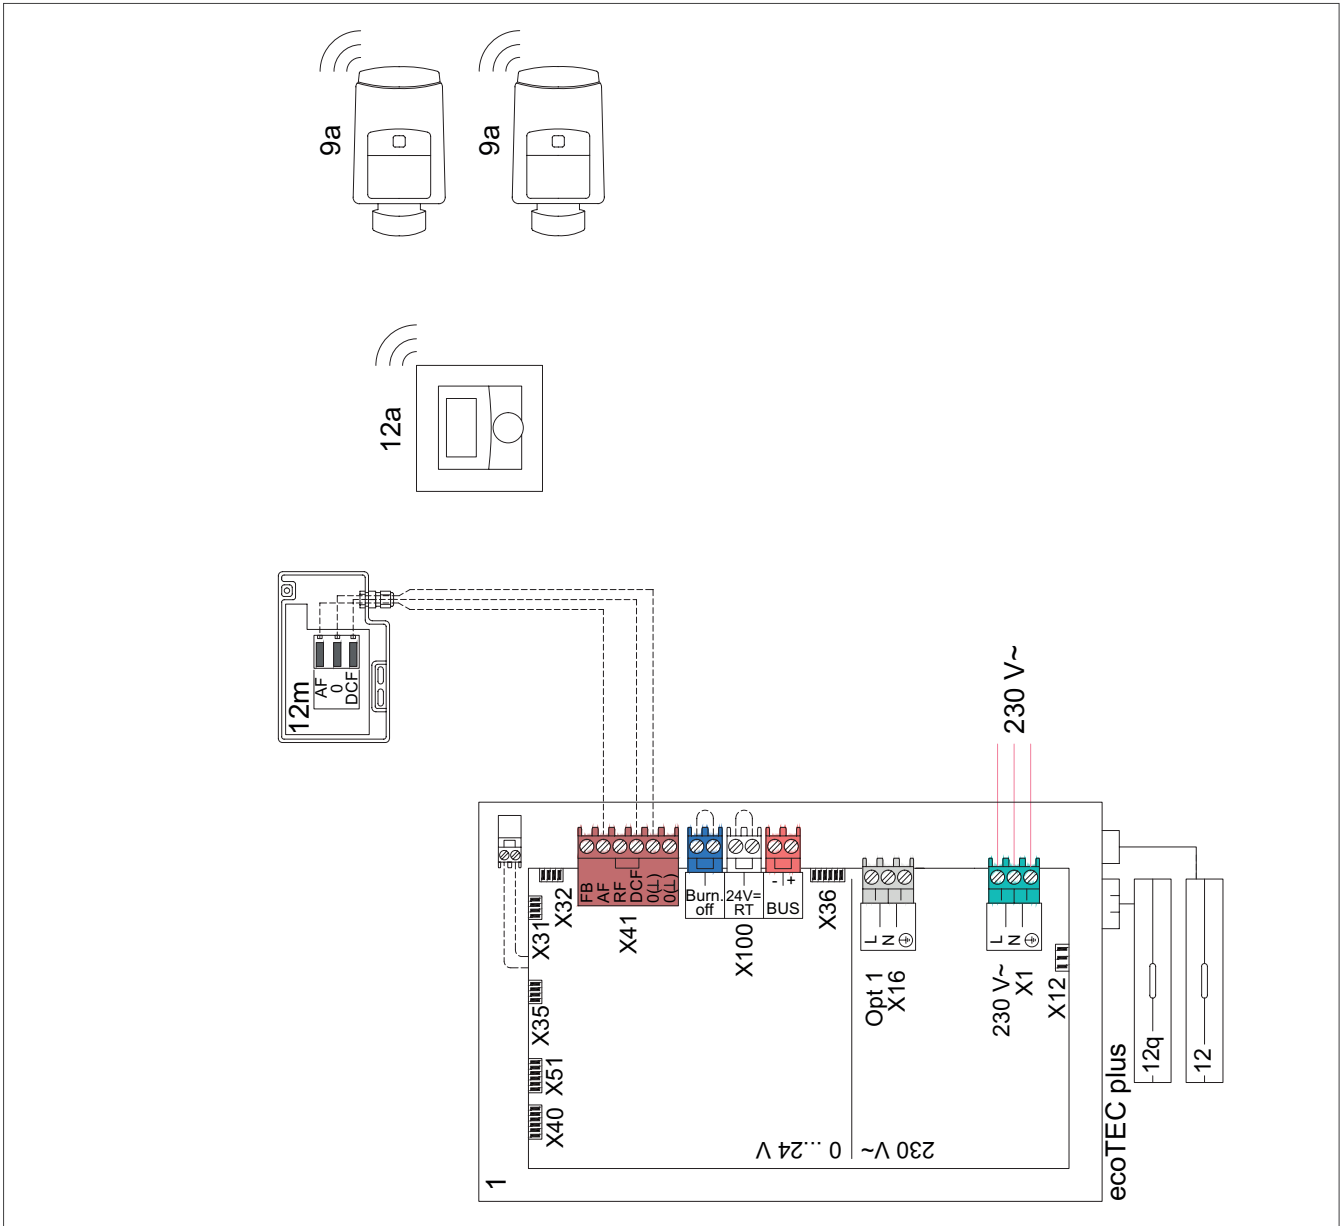 9a
9a
12a
12m
AF
0
DCF
230 V~
X32
X31
X35
X51
X40
FB
AF
RF
DCF
0(⊥)
0(⊥)
X41
Burn.
off
24V=
RT
X100
- +
BUS
X36
L
N
Opt 1
X16
L
N
230 V~
X1
X12
0...24 V
230 V~
1
ecoTEC plus
12q
12